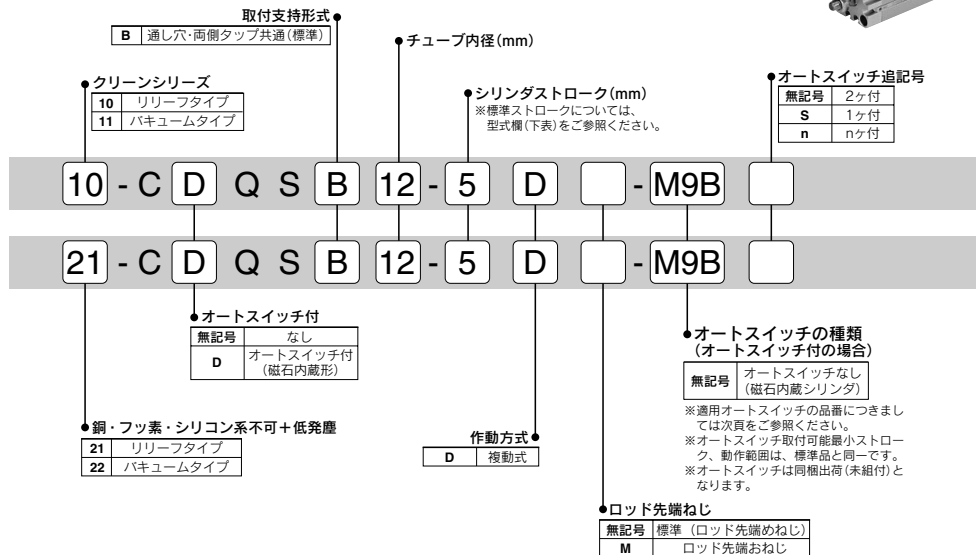 取付支持形式
B 通し穴・両側タップ共通(標準)
チューブ内径(mm)
クリーンシリーズ
10 リリーフタイプ
11 バキュームタイプ
シリンダストローク(mm)
※標準ストロークについては、
型式欄(下表)をご参照ください。
オートスイッチ追記号
無記号 2ヶ付
S 1ヶ付
n nヶ付
10 - C D Q S B 12 - 5 D - M9B
21 - C D Q S B 12 - 5 D - M9B
オートスイッチ付
無記号 なし
D オートスイッチ付
(磁石内蔵形)
銅・フッ素・シリコン系不可+低発塵
21 リリーフタイプ
22 バキュームタイプ
作動方式
D 複動式
オートスイッチの種類
(オートスイッチ付の場合)
無記号 オートスイッチなし
(磁石内蔵シリンダ)
※適用オートスイッチの品番につきまし
ては次頁をご参照ください。
※オートスイッチ取付可能最小ストロー
ク、動作範囲は、標準品と同一です。
※オートスイッチは同梱出荷(未組付)と
なります。
ロッド先端ねじ
無記号 標準(ロッド先端めねじ)
M ロッド先端おねじ